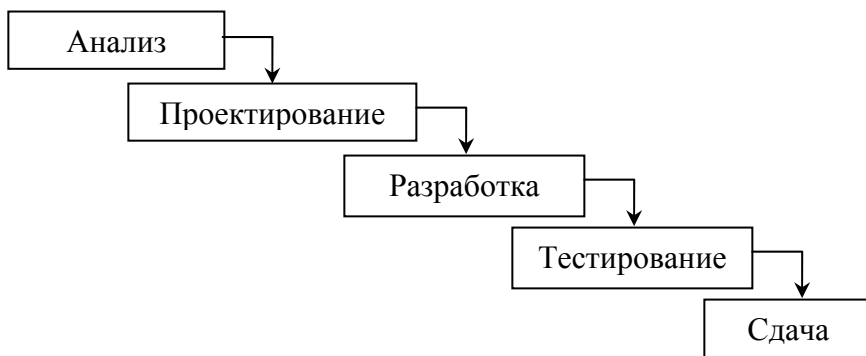 Анализ
Проектирование
Разработка
Тестирование
Сдача